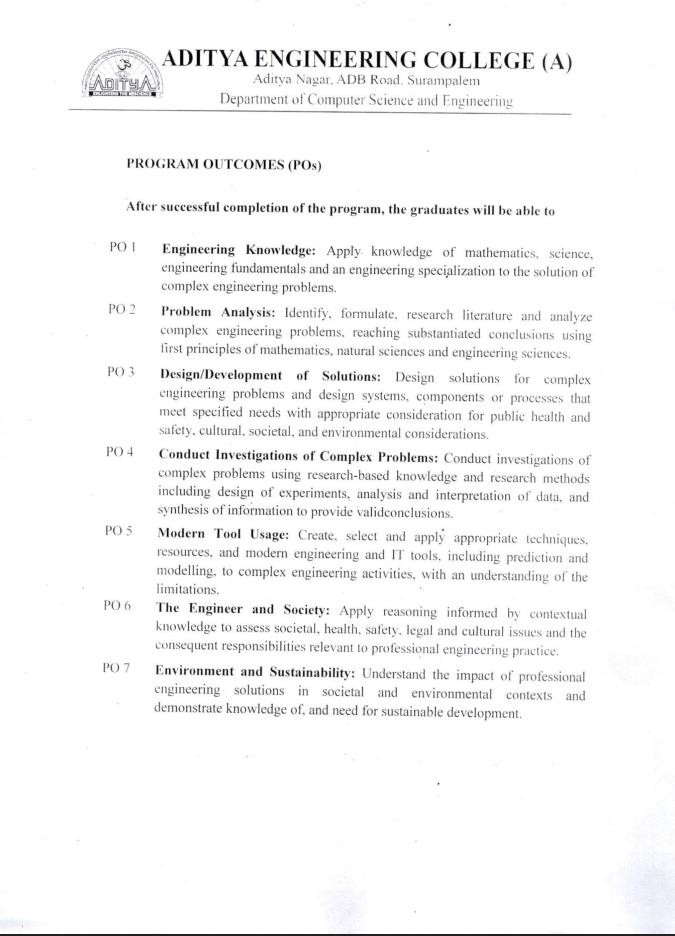 ADITYA
ADITYA ENGINEERING COLLEGE (A)
Aditya Nagar, ADB Road, Surampalem
Department of Computer Science and Engineering
PROGRAM OUTCOMES (POs)
After successful completion of the program, the graduates will be able to
PO 1 Engineering Knowledge: Apply knowledge of mathematics, science,
engineering fundamentals and an engineering specialization to the solution of
complex engineering problems.
PO 2 Problem Analysis: Identify, formulate, research literature and analyze
complex engineering problems, reaching substantiated conclusions using
first principles of mathematics, natural sciences and engineering sciences.
PO 3 Design/Development of Solutions: Design solutions for complex
engineering problems and design systems, components or processes that
meet specified needs with appropriate consideration for public health and
safety, cultural, societal, and environmental considerations.
PO 4 Conduct Investigations of Complex Problems: Conduct investigations of
complex problems using research-based knowledge and research methods
including design of experiments, analysis and interpretation of data, and
synthesis of information to provide validconclusions.
PO 5 Modern Tool Usage: Create, select and apply appropriate techniques,
resources, and modern engineering and IT tools, including prediction and
modelling, to complex engineering activities, with an understanding of the
limitations.
PO 6 The Engineer and Society: Apply reasoning informed by contextual
knowledge to assess societal, health, safety, legal and cultural issues and the
consequent responsibilities relevant to professional engineering practice.
PO 7 Environment and Sustainability: Understand the impact of professional
engineering solutions in societal and environmental contexts and
demonstrate knowledge of, and need for sustainable development.